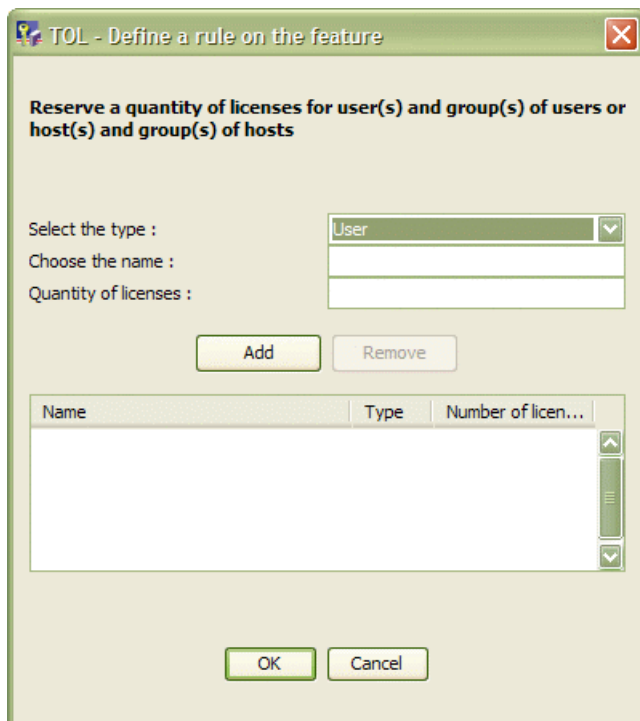 TOL - Define a rule on the feature
Reserve a quantity of licenses for user(s) and group(s) of users or
host(s) and group(s) of hosts
Select the type : User
Choose the name :
Quantity of licenses :
Add Remove
Name Type Number of licen...
OK Cancel